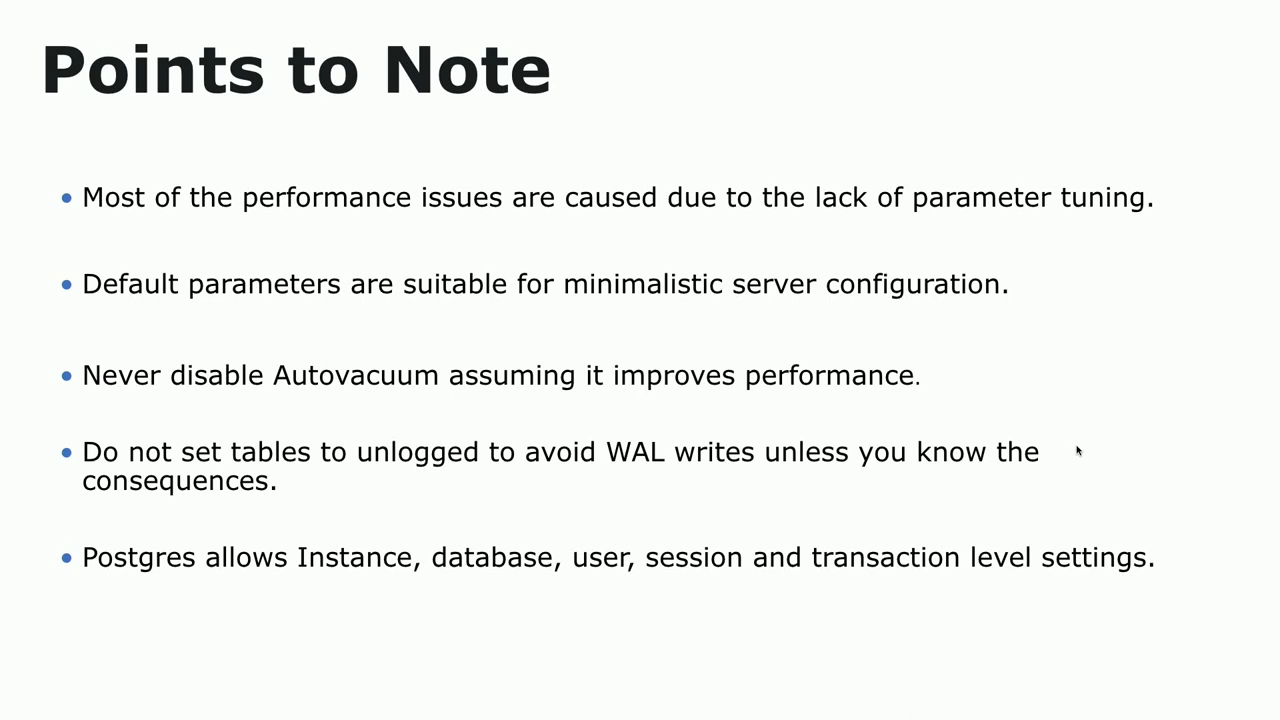 Points to Note
• Most of the performance issues are caused due to the lack of parameter tuning.
• Default parameters are suitable for minimalistic server configuration.
• Never disable Autovacuum assuming it improves performance.
• Do not set tables to unlogged to avoid WAL writes unless you know the
consequences.
• Postgres allows Instance, database, user, session and transaction level settings.